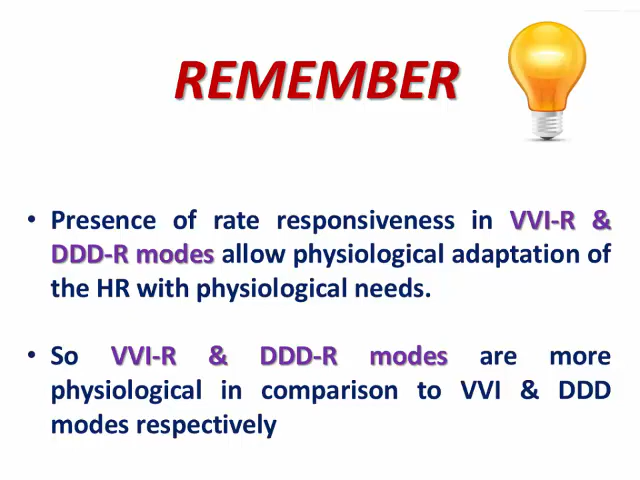 REMEMBER
• Presence of rate responsiveness in VVI-R &
DDD-R modes allow physiological adaptation of
the HR with physiological needs.
• So VVI-R & DDD-R modes are more
physiological in comparison to VVI & DDD
modes respectively